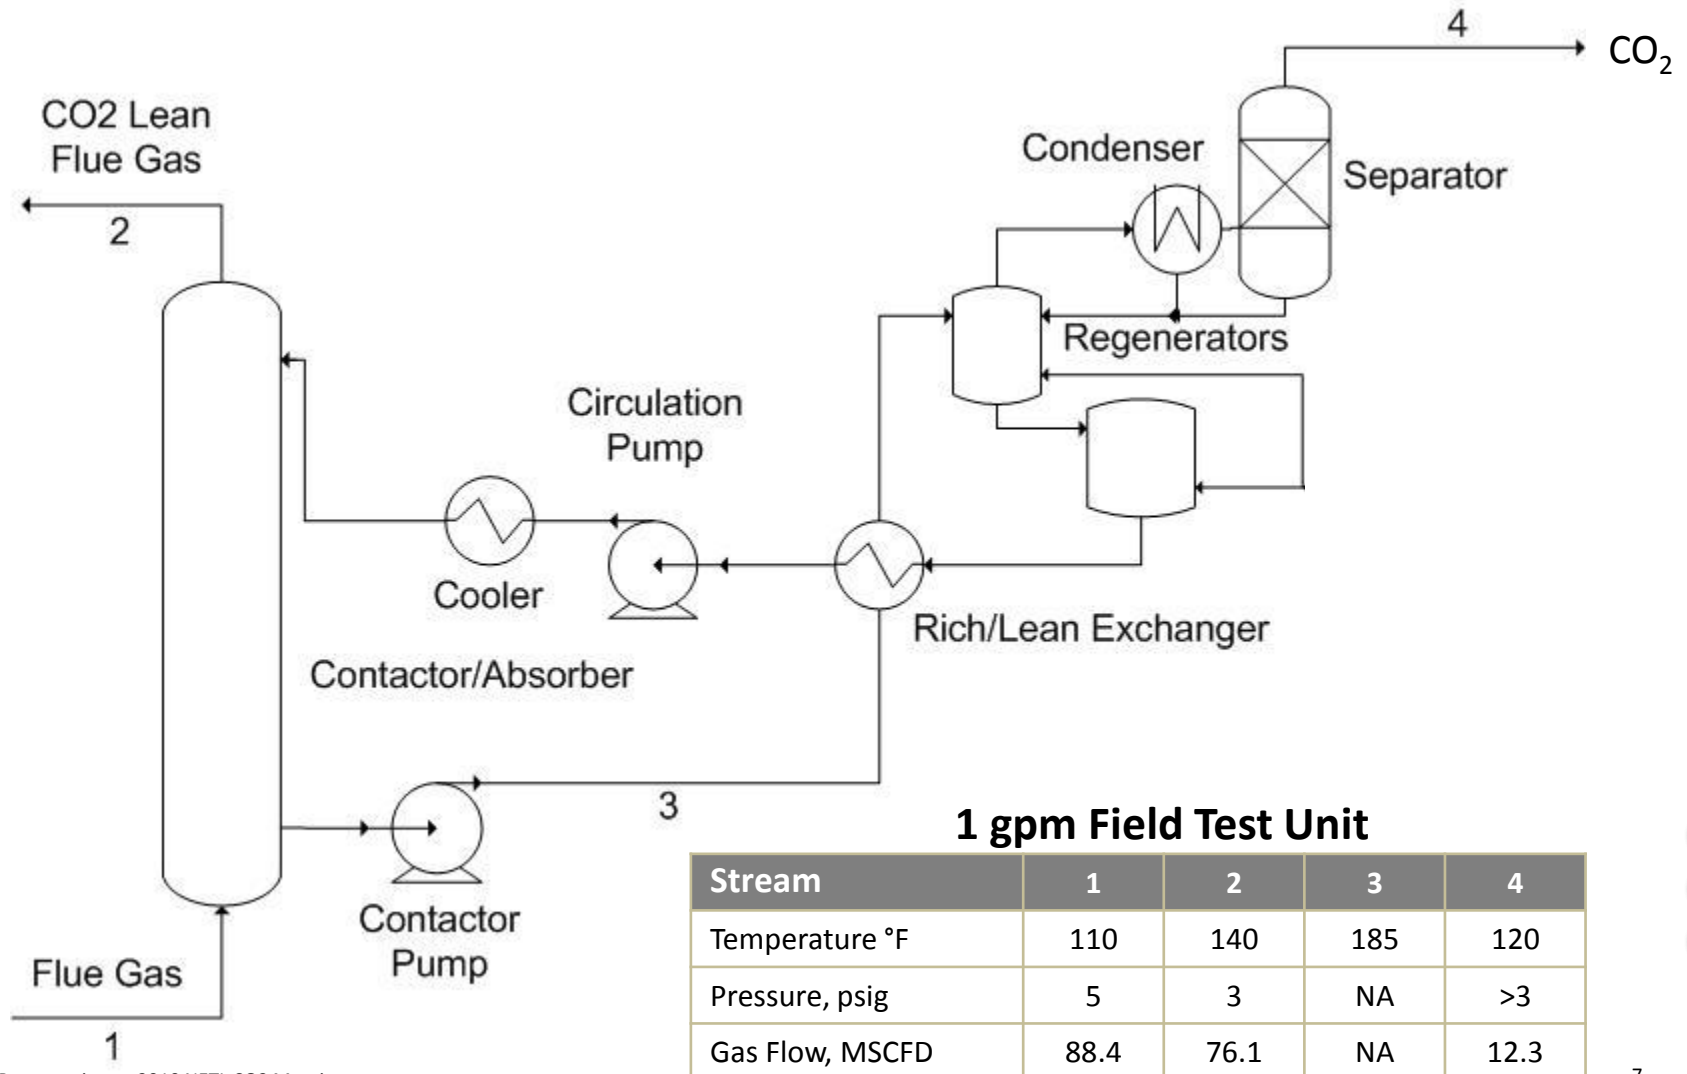 4
CO2
CO2 Lean
Flue Gas
2
Condenser
Separator
Regenerators
Circulation
Pump
Cooler
Rich/Lean Exchanger
Contactor/Absorber
3
Contactor
Pump
Flue Gas
1
1 gpm Field Test Unit
Stream 1 2 3 4
Temperature °F 110 140 185 120
Pressure, psig 5 3 NA >3
Gas Flow, MSCFD 88.4 76.1 NA 12.3